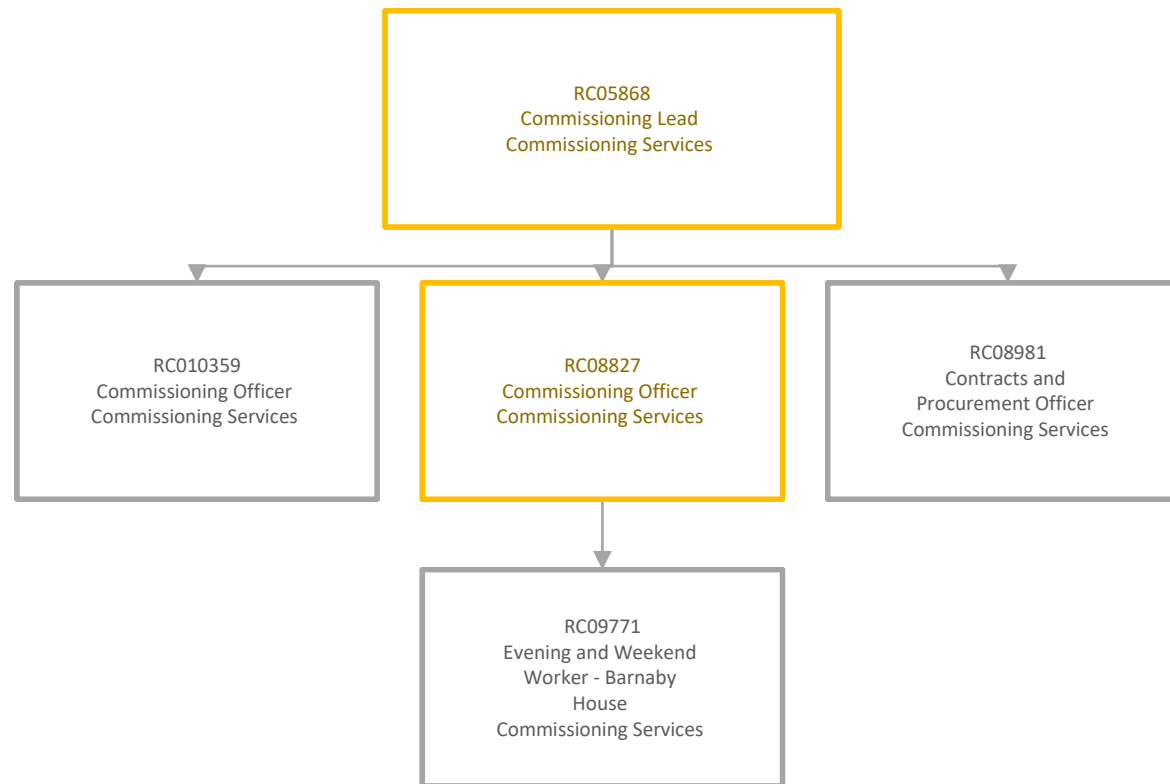 RC05868
Commissioning Lead
Commissioning Services
RC010359
Commissioning Officer
Commissioning Services
RC08827
Commissioning Officer
Commissioning Services
RC08981
Contracts and
Procurement Officer
Commissioning Services
RC09771
Evening and Weekend
Worker - Barnaby
House
Commissioning Services